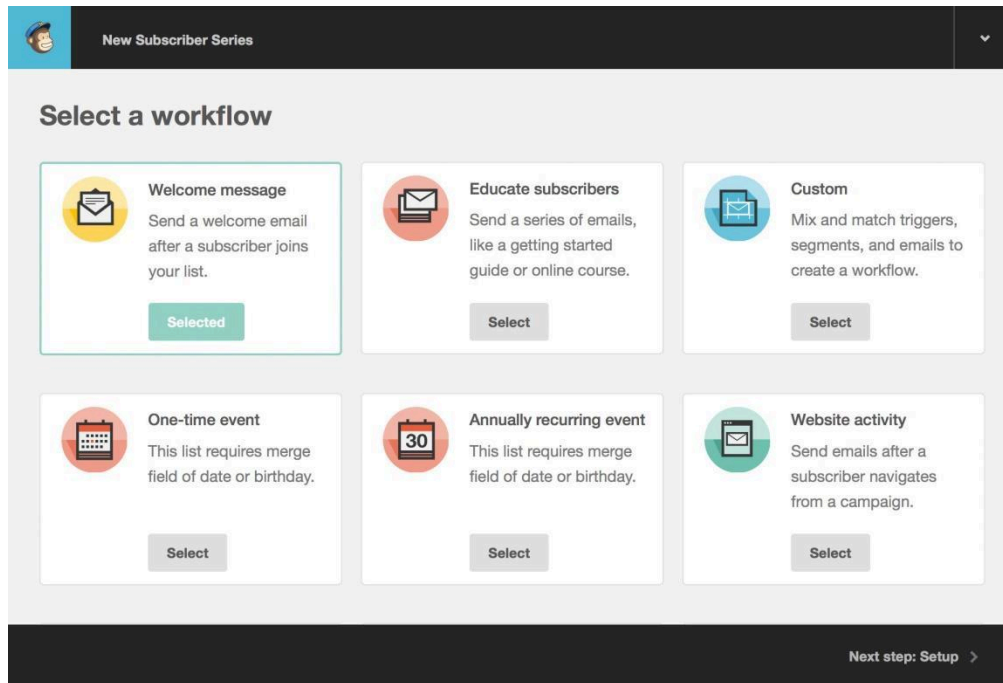 New Subscriber Series
Select a workflow
Welcome message
Send a welcome email
after a subscriber joins
your list.
Selected
Educate subscribers
Send a series of emails,
like a getting started
guide or online course.
Select
Custom
Mix and match triggers,
segments, and emails to
create a workflow.
Select
One-time event
This list requires merge
field of date or birthday.
Select
30
Annually recurring event
This list requires merge
field of date or birthday.
Select
Website activity
Send emails after a
subscriber navigates
from a campaign.
Select
Next step: Setup